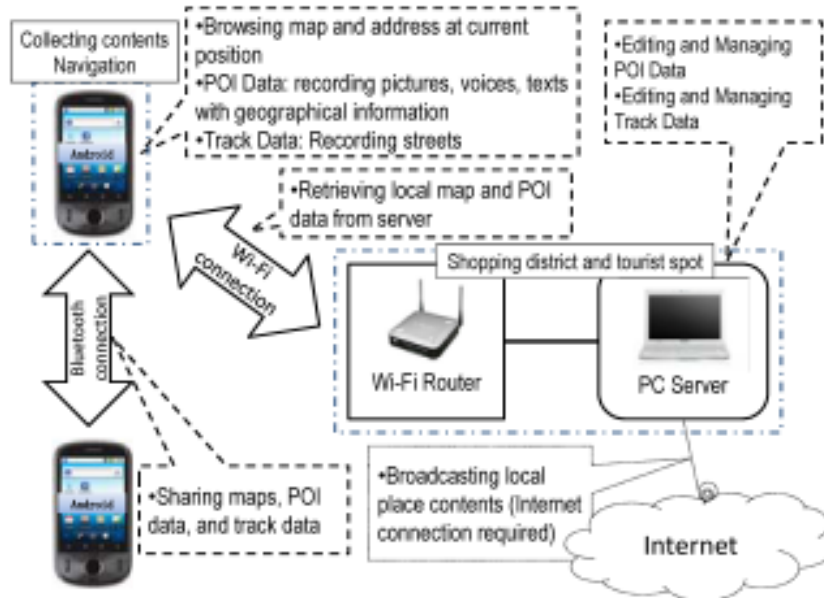 Collecting contents
Navigation
•Browsing map and address at current
position
•POI Data: recording pictures, voices, texts
with geographical information
•Track Data: Recording streets
•Editing and Managing
POI Data
•Editing and Managing
Track Data
Android
•Retrieving local map and POI
data from server
Wi-Fi
connection
Shopping district and tourist spot
Bluetooth
connection
Wi-Fi Router
PC Server
•Sharing maps, POI
data, and track data
Android
•Broadcasting local
place contents (Internet
connection required)
Internet